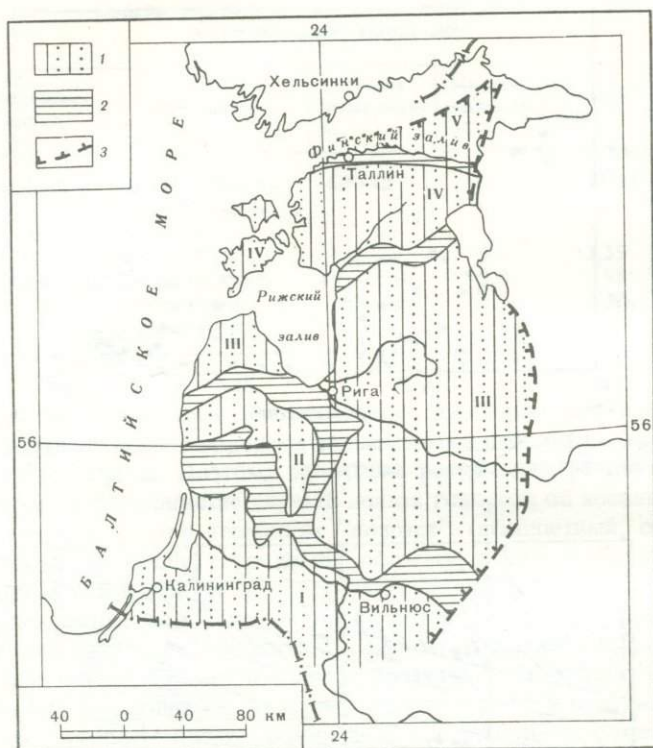 24
1
2
3
Хельсинки
БАЛТИЙСКОЕ МОРЕ
V
Финский залив
Таллин
IV
IV
Рижский
залив
III
III
Рига
56
56
II
Калининград
I
Вильнюс
40 0 40 80 км
24